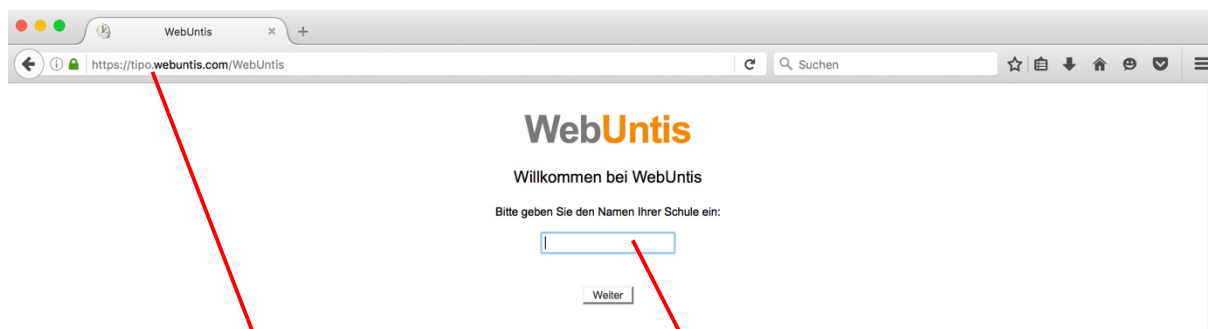 WebUntis
https://tipo.webuntis.com/WebUntis
Suchen
WebUntis
Willkommen bei WebUntis
Bitte geben Sie den Namen Ihrer Schule ein:
Weiter